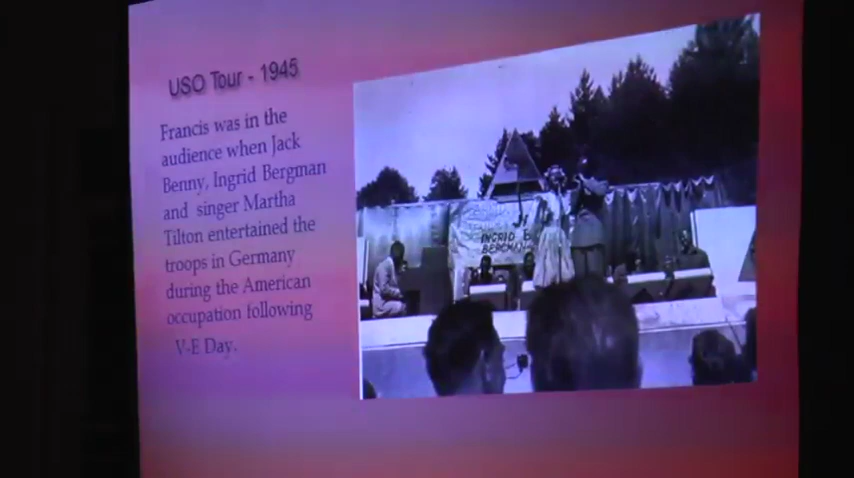 USO Tour - 1945
Francis was in the
audience when Jack
Benny, Ingrid Bergman
and singer Martha
Tilton entertained the
troops in Germany
during the American
occupation following
V-E Day.
INGRID B
BERGMAN